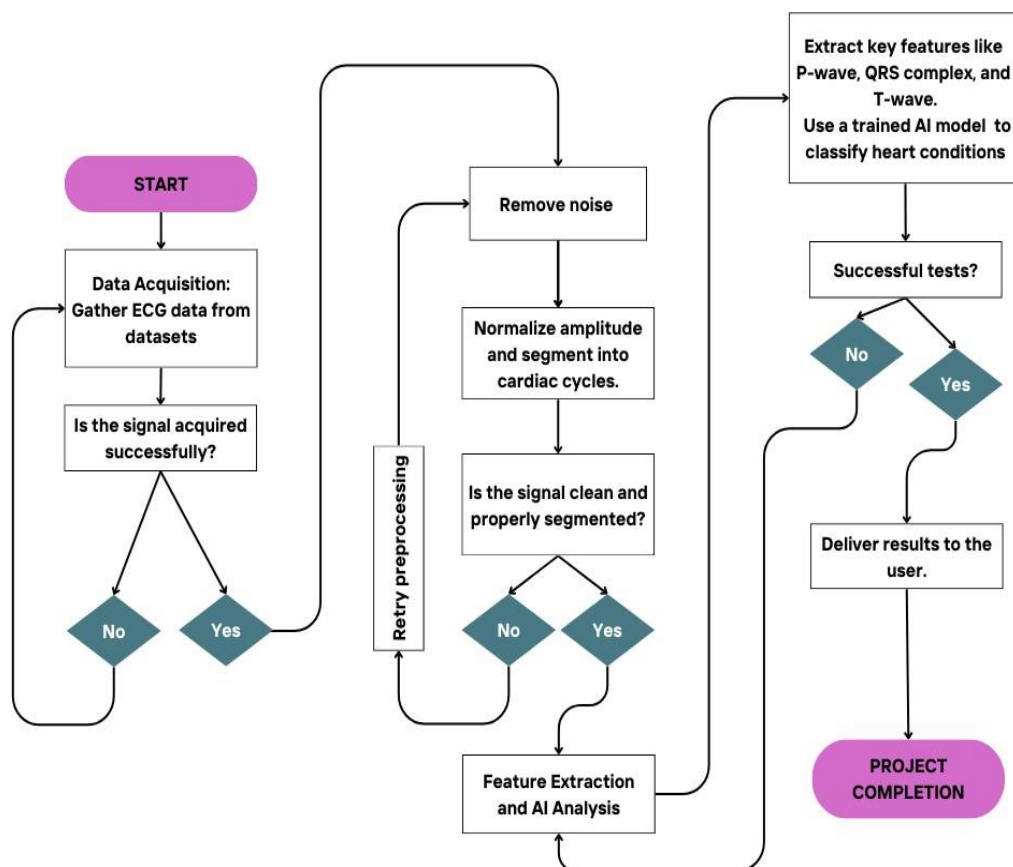 START
Data Acquisition:
Gather ECG data from
datasets
Is the signal acquired
successfully?
No
Yes
Remove noise
Normalize amplitude
and segment into
cardiac cycles.
Retry preprocessing
Is the signal clean and
properly segmented?
No
Yes
Feature Extraction
and AI Analysis
Extract key features like
P-wave, QRS complex, and
T-wave.
Use a trained AI model to
classify heart conditions
Successful tests?
No
Yes
Deliver results to the
user.
PROJECT
COMPLETION